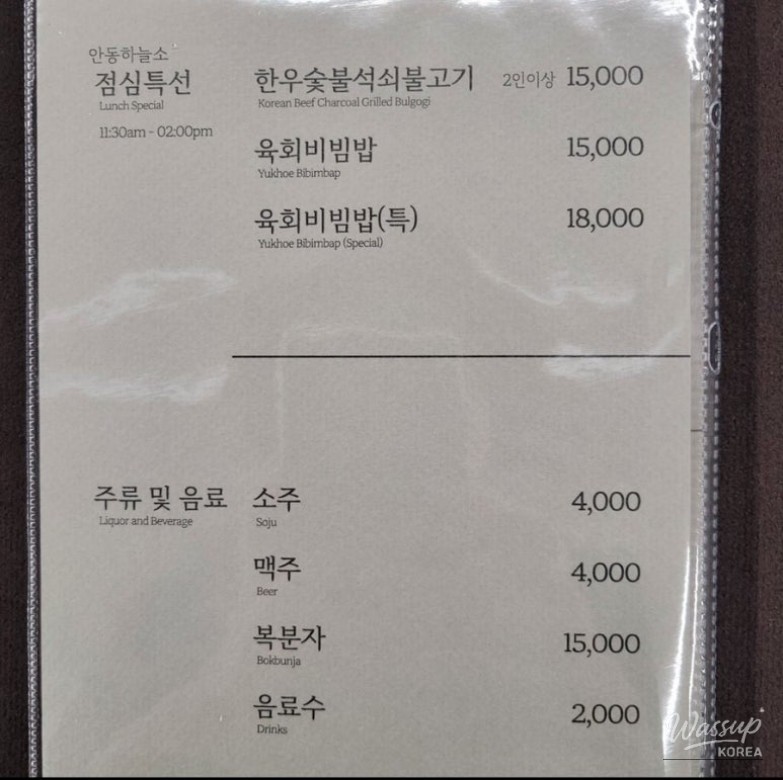 안동하늘소
점심특선
Lunch Special
11:30am - 02:00pm
한우숯불석쇠불고기 2인이상 15,000
Korean Beef Charcoal Grilled Bulgogi
육회비빔밥 15,000
Yukhoe Bibimbap
육회비빔밥(특) 18,000
Yukhoe Bibimbap (Special)
주류 및 음료
Liquor and Beverage
소주 4,000
Soju
맥주 4,000
Beer
복분자 15,000
Bokbunja
음료수 2,000
Drinks
Wassup
KOREA